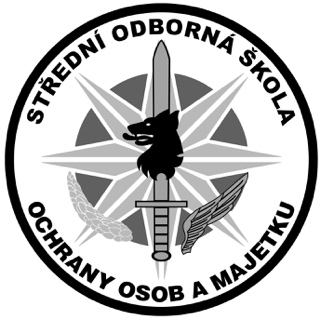 STŘEDNÍ ODBORNÁ ŠKOLA
OCHRANY OSOB A MAJETKU